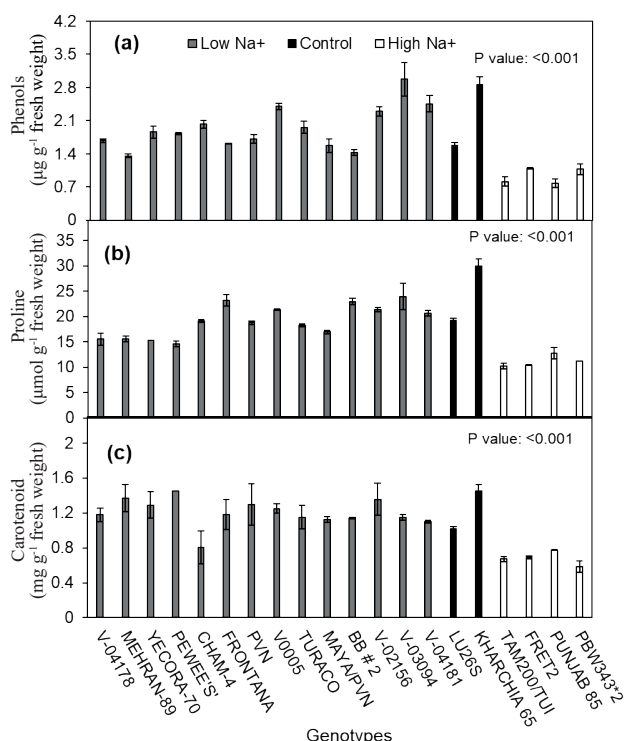 4.2
3.5
2.8
2.1
1.4
0.7
0
Phenols
(µg g-1 fresh weight)
(a)
Low Na+ Control High Na+
P value: <0.001
35
30
25
20
15
10
5
0
Proline
(µmol g-1 fresh weight)
(b)
P value: <0.001
2
1.6
1.2
0.8
0.4
0
Carotenoid
(mg g-1 fresh weight)
(c)
P value: <0.001
V-04178
MEHRAN-89
YECORA-70
PEWEE'S'
CHAM-4
FRONTANA
PVN
V0005
TURACO
MAYA/PVN
BB # 2
V-02156
V-03094
V-04181
LU26S
KHARCHIA 65
TAM200/TUI
FRET2
PUNJAB 85
PBW343*2
Genotypes